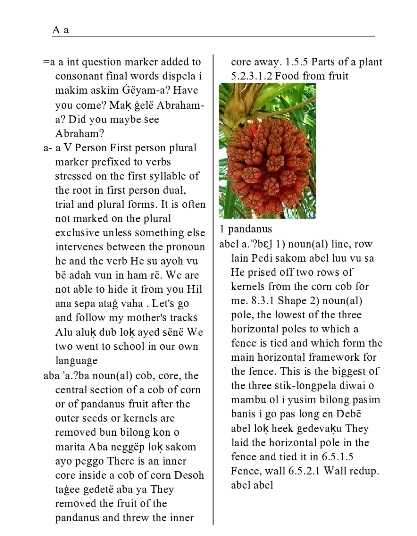 A a
=a a int question marker added to
consonant final words dispela i
makim askim Ġëyam-a? Have
you come? Maḳ ġelë Abraham-
a? Did you maybe see
Abraham?
a- a V Person First person plural
marker prefixed to verbs
stressed on the first syllable of
the root in first person dual,
trial and plural forms. It is often
not marked on the plural
exclusive unless something else
intervenes between the pronoun
he and the verb He su ayoh vu
bë adah vun in ham rë. We are
not able to hide it from you Hil
ana sepa ataġ vaha . Let's go
and follow my mother's tracks
Alu aluḳ dub loḳ ayed sënë We
two went to school in our own
language
aba 'a.?ba noun(al) cob, core, the
central section of a cob of corn
or of pandanus fruit after the
outer seeds or kernels are
removed bun bilong kon o
marita Aba neggëp loḳ sakom
ayo peggo There is an inner
core inside a cob of corn Desoh
taġee gedetë aba ya They
removed the fruit of the
pandanus and threw the inner
core away. 1.5.5 Parts of a plant
5.2.3.1.2 Food from fruit
1 pandanus
abel a.'?bɛl 1) noun(al) line, row
lain Pedi sakom abel luu vu sa
He prised off two rows of
kernels from the corn cob for
me. 8.3.1 Shape 2) noun(al)
pole, the lowest of the three
horizontal poles to which a
fence is tied and which form the
main horizontal framework for
the fence. This is the biggest of
the three stik-longpela diwai o
mambu ol i yusim bilong pasim
banis i go pas long en Debë
abel loḳ heek gedevaḳu They
laid the horizontal pole in the
fence and tied it in 6.5.1.5
Fence, wall 6.5.2.1 Wall redup.
abel abel